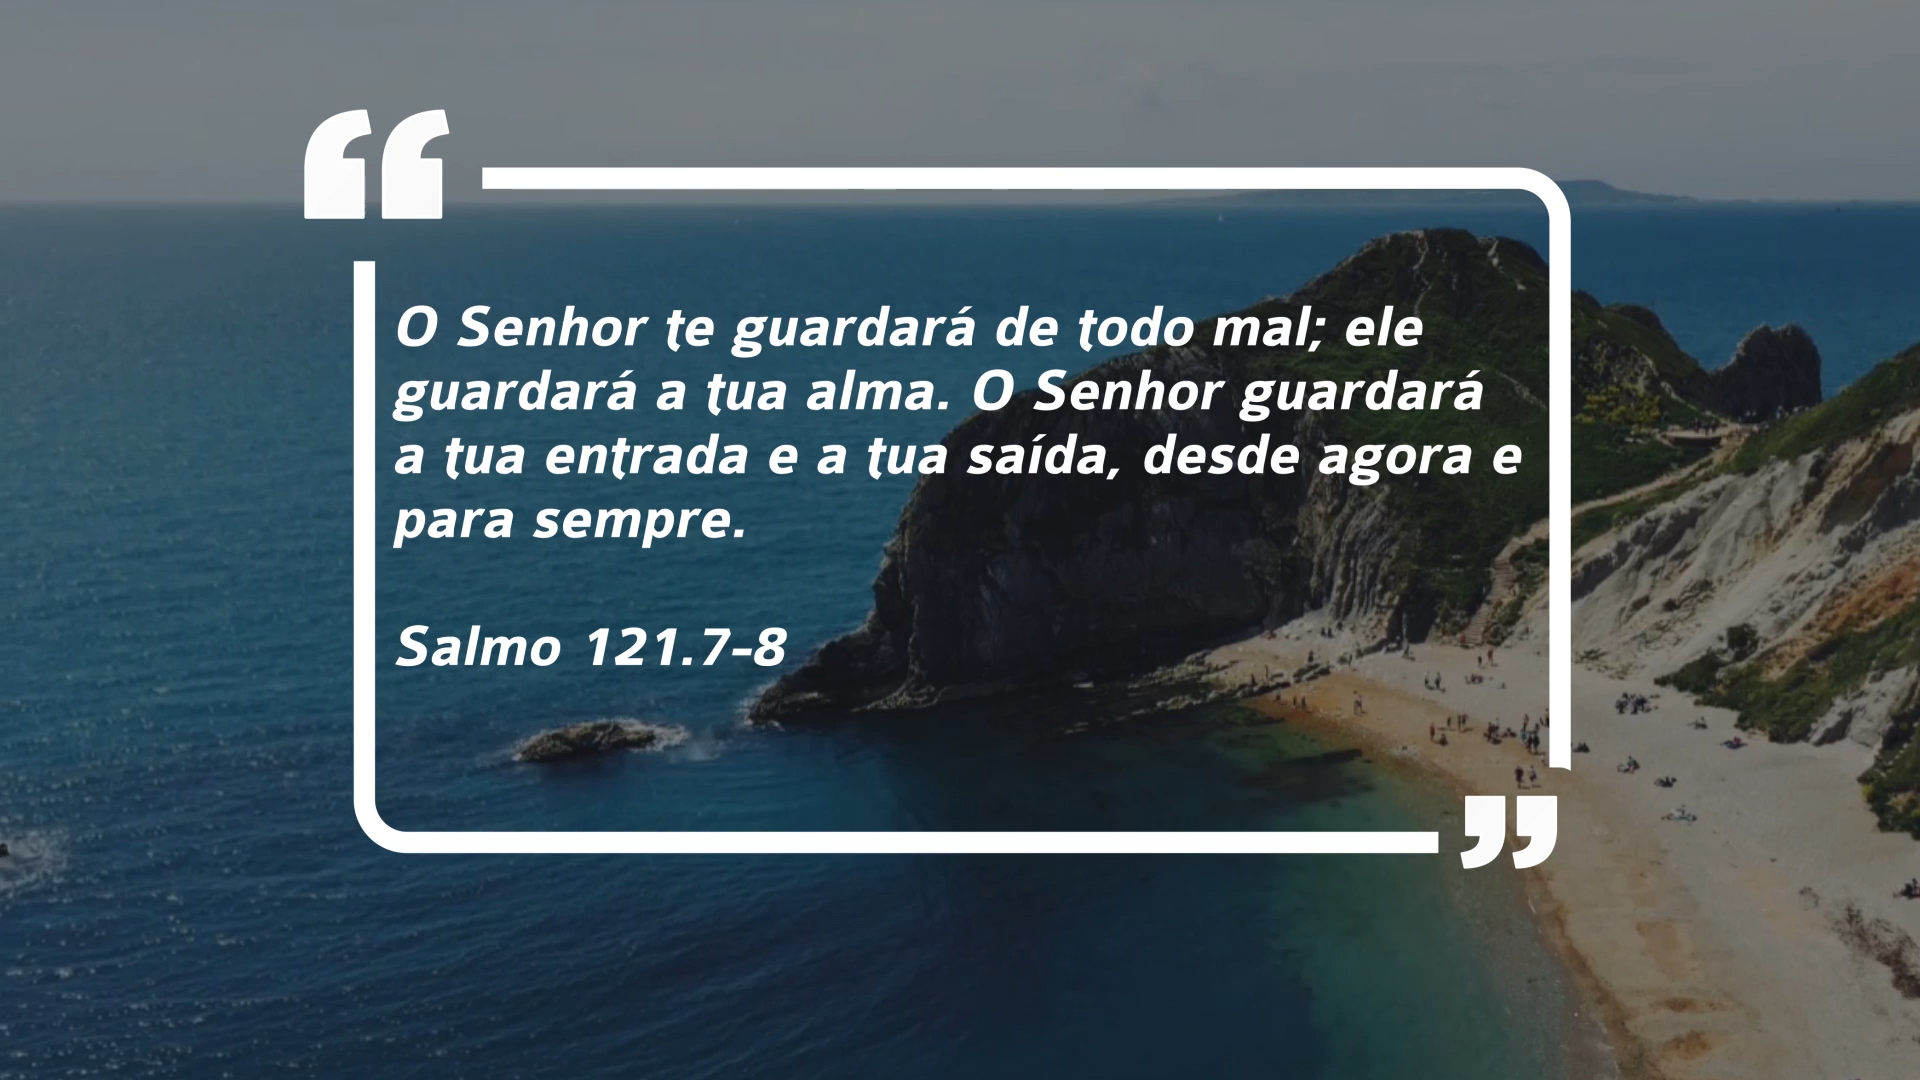 O Senhor te guardará de todo mal; ele
guardará a tua alma. O Senhor guardará
a tua entrada e a tua saída, desde agora e
para sempre.
Salmo 121.7-8